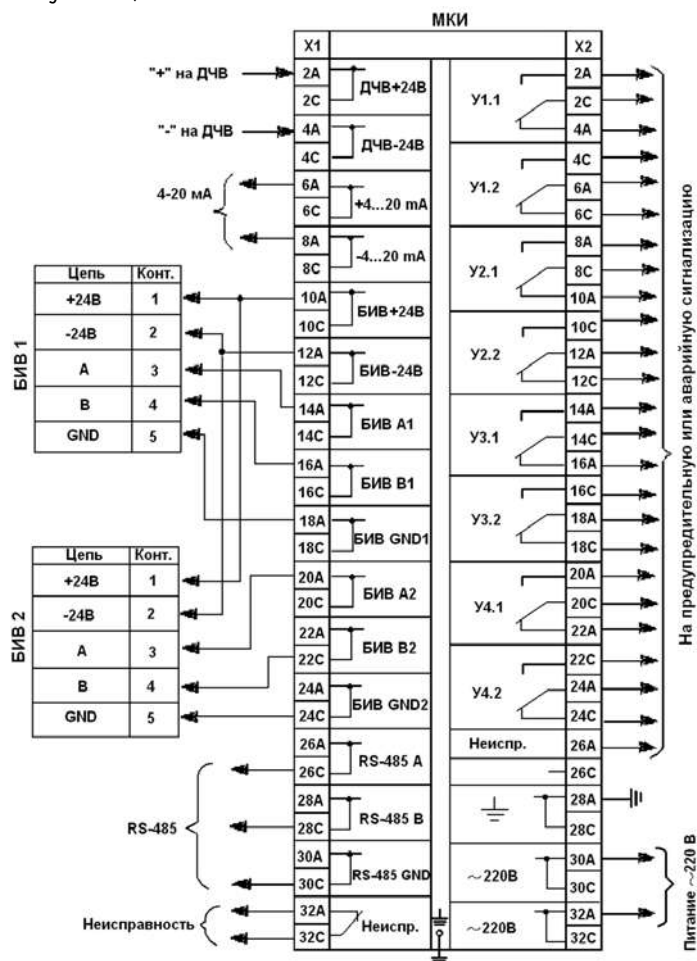 МКИ
X1
X2
"+" на ДЧВ
2A
2C
ДЧВ+24В
"-" на ДЧВ
4A
4C
ДЧВ-24В
4-20 мА
6A
6C
+4...20 mA
8A
8C
-4...20 mA
10A
10C
БИВ+24В
12A
12C
БИВ-24В
14A
14C
БИВ А1
16A
16C
БИВ В1
18A
18C
БИВ GND1
20A
20C
БИВ А2
22A
22C
БИВ В2
24A
24C
БИВ GND2
26A
26C
RS-485 A
28A
28C
RS-485 B
30A
30C
RS-485 GND
32A
32C
Неиспр.
RS-485
Неисправность
БИВ 1
Цепь Конт.
+24В 1
-24В 2
А 3
В 4
GND 5
БИВ 2
Цепь Конт.
+24В 1
-24В 2
А 3
В 4
GND 5
У1.1
2A
2C
4A
У1.2
4C
6A
6C
У2.1
8A
8C
10A
У2.2
10C
12A
12C
У3.1
14A
14C
16A
У3.2
16C
18A
18C
У4.1
20A
20C
22A
У4.2
22C
24A
24C
Неиспр.
26A
26C
28A
28C
~220В
30A
30C
~220В
32A
32C
На предупредительную или аварийную сигнализацию
Питание ~220 В